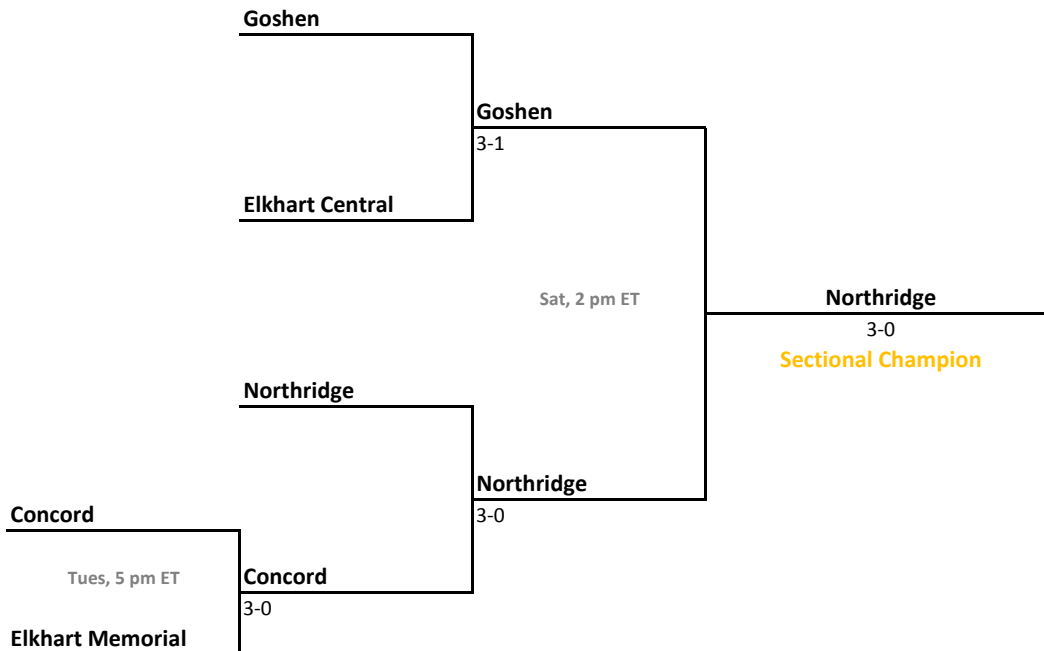 Goshen
Goshen
3-1
Elkhart Central
Sat, 2 pm ET
Northridge
3-0
Sectional Champion
Northridge
Northridge
3-0
Concord
Tues, 5 pm ET
Concord
3-0
Elkhart Memorial